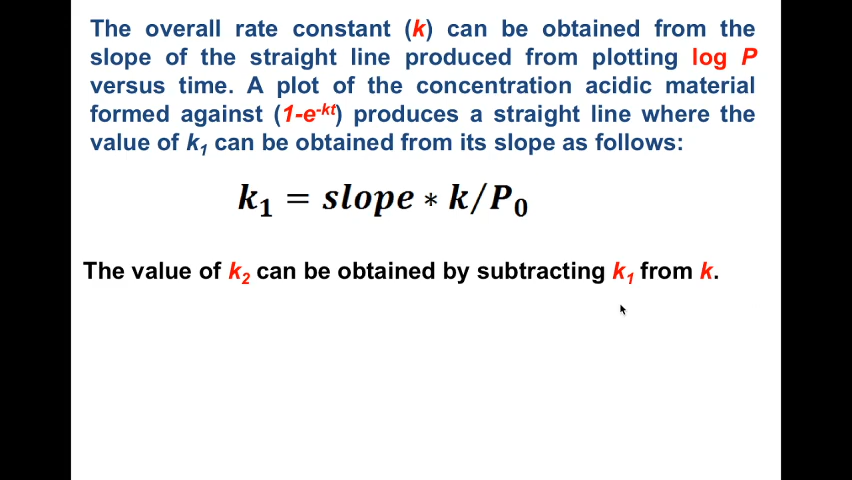 The overall rate constant (k) can be obtained from the
slope of the straight line produced from plotting log P
versus time. A plot of the concentration acidic material
formed against (1-e⁻ᵏᵗ) produces a straight line where the
value of k₁ can be obtained from its slope as follows:
k₁ = slope * k/P₀
The value of k₂ can be obtained by subtracting k₁ from k.